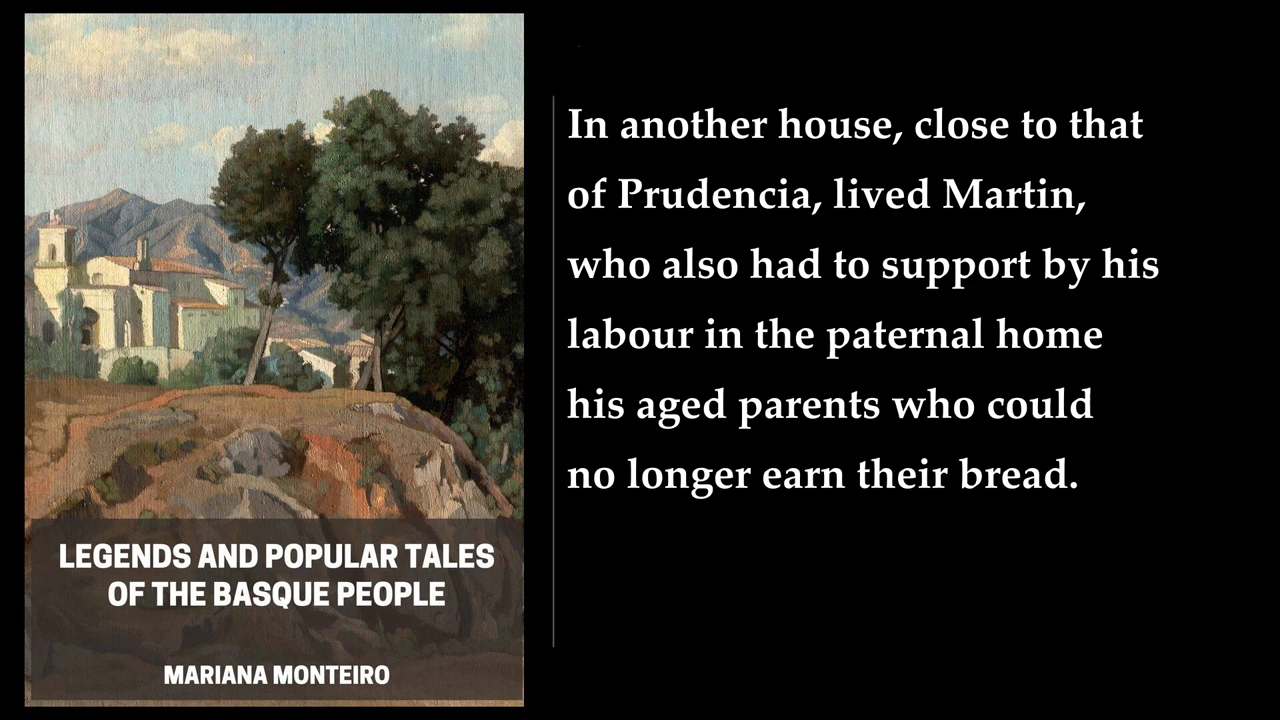 In another house, close to that
of Prudencia, lived Martin,
who also had to support by his
labour in the paternal home
his aged parents who could
no longer earn their bread.
LEGENDS AND POPULAR TALES
OF THE BASQUE PEOPLE
MARIANA MONTEIRO